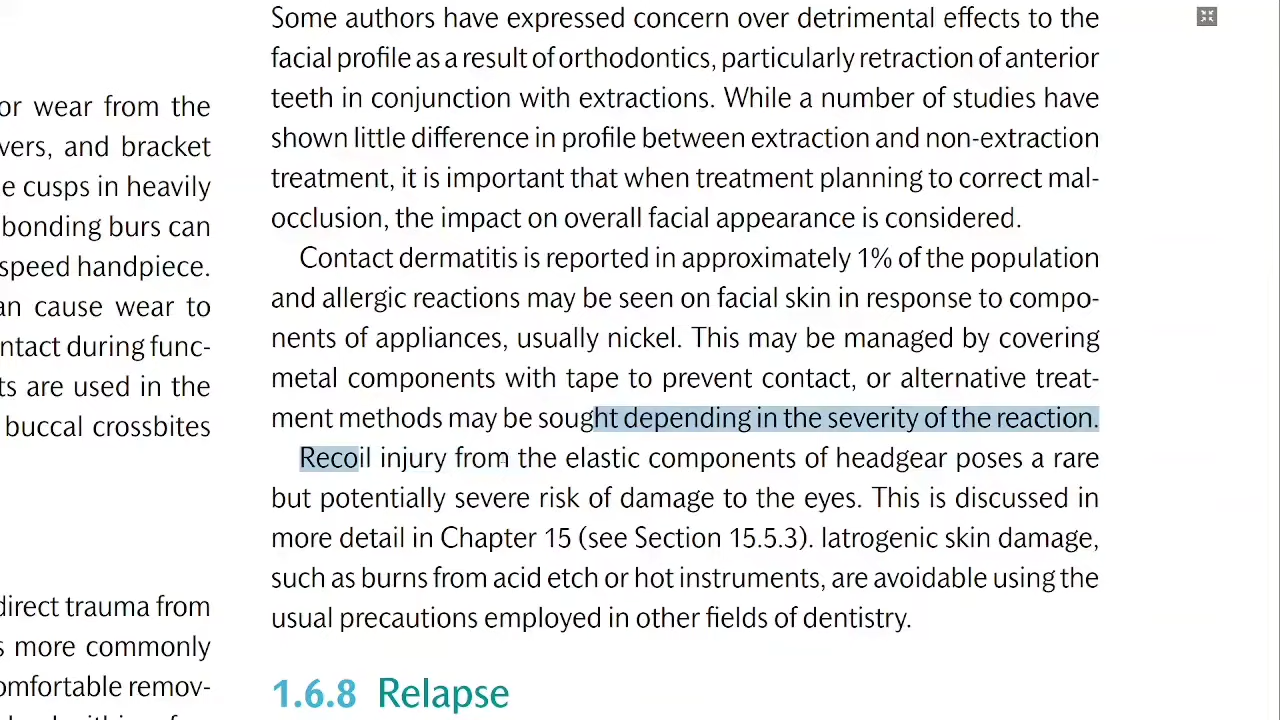 or wear from the
vers, and bracket
e cusps in heavily
bonding burs can
speed handpiece.
an cause wear to
ntact during func-
ts are used in the
buccal crossbites
direct trauma from
s more commonly
omfortable remov-
Some authors have expressed concern over detrimental effects to the
facial profile as a result of orthodontics, particularly retraction of anterior
teeth in conjunction with extractions. While a number of studies have
shown little difference in profile between extraction and non-extraction
treatment, it is important that when treatment planning to correct mal-
occlusion, the impact on overall facial appearance is considered.
Contact dermatitis is reported in approximately 1% of the population
and allergic reactions may be seen on facial skin in response to compo-
nents of appliances, usually nickel. This may be managed by covering
metal components with tape to prevent contact, or alternative treat-
ment methods may be sought depending in the severity of the reaction.
Recoil injury from the elastic components of headgear poses a rare
but potentially severe risk of damage to the eyes. This is discussed in
more detail in Chapter 15 (see Section 15.5.3). Iatrogenic skin damage,
such as burns from acid etch or hot instruments, are avoidable using the
usual precautions employed in other fields of dentistry.
1.6.8 Relapse